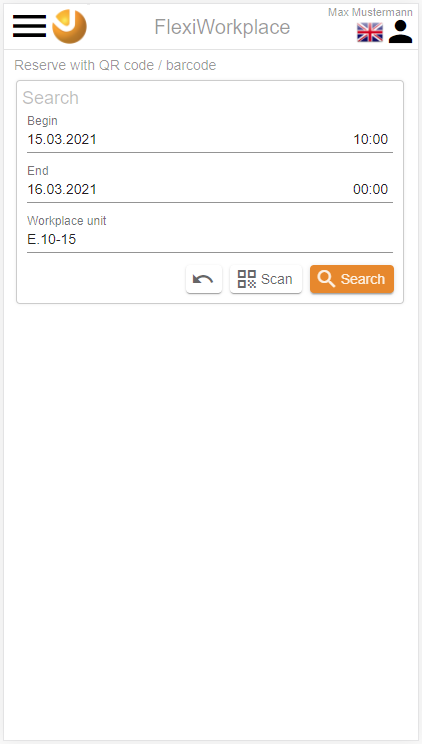 Max Mustermann
FlexiWorkplace
Reserve with QR code / barcode
Search
Begin
15.03.2021 10:00
End
16.03.2021 00:00
Workplace unit
E.10-15
Scan Search